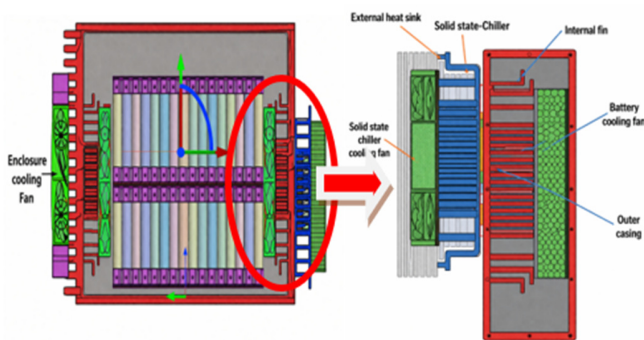 Enclosure
cooling
Fan
External heat sink
Solid state-Chiller
Internal fin
Solid state
chiller
cooling fan
Battery
cooling fan
Outer
casing